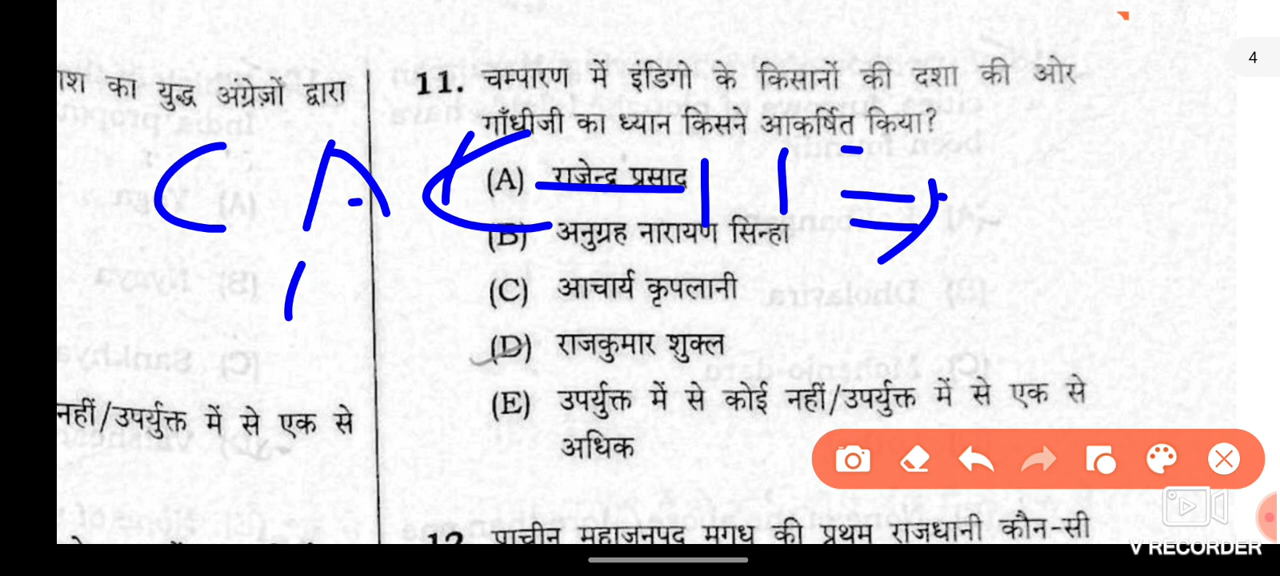 4
ाश का युद्ध अंग्रेज़ों द्वारा
नहीं/उपर्युक्त में से एक से
11. चम्पारण में इंडिगो के किसानों की दशा की ओर
गाँधीजी का ध्यान किसने आकर्षित किया?
(A) राजेन्द्र प्रसाद
(B) अनुग्रह नारायण सिन्हा
(C) आचार्य कृपलानी
(D) राजकुमार शुक्ल
(E) उपर्युक्त में से कोई नहीं/उपर्युक्त में से एक से
अधिक
12. प्राचीन महाजनपद मगध की प्रथम राजधानी कौन-सी
V RECORDER